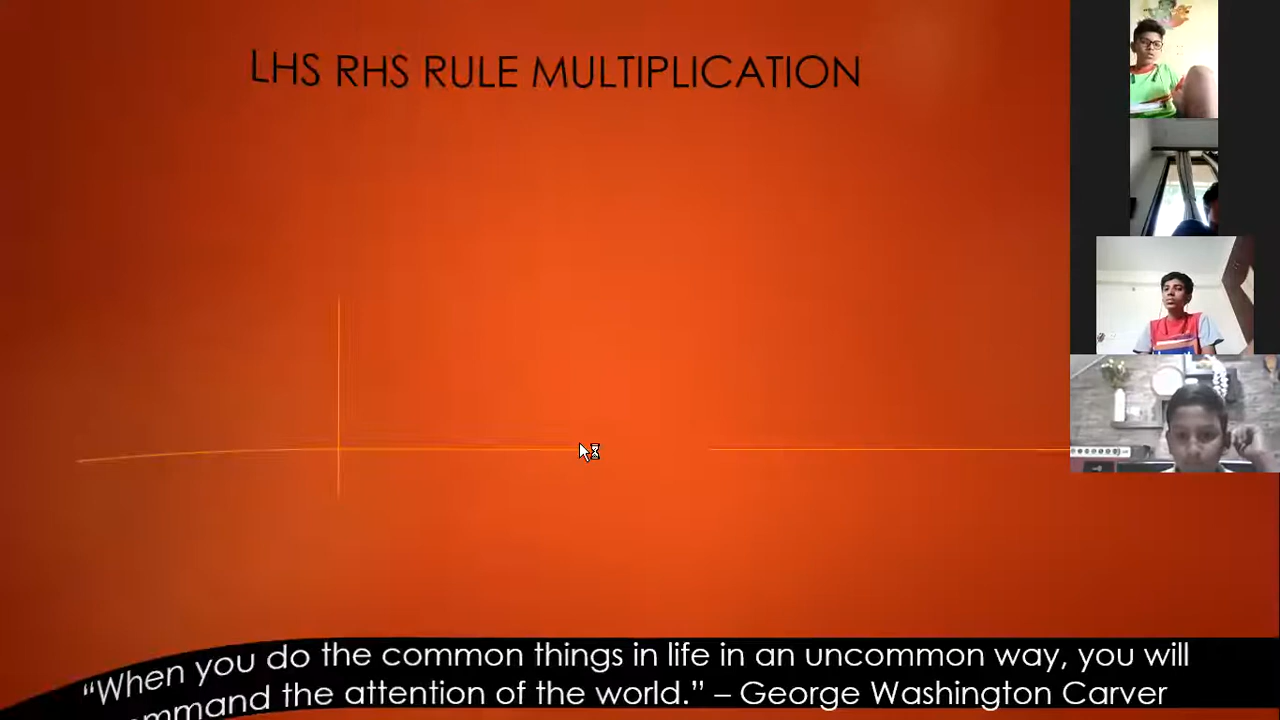 LHS RHS RULE MULTIPLICATION
“When you do the common things in life in an uncommon way, you will
command the attention of the world.” – George Washington Carver